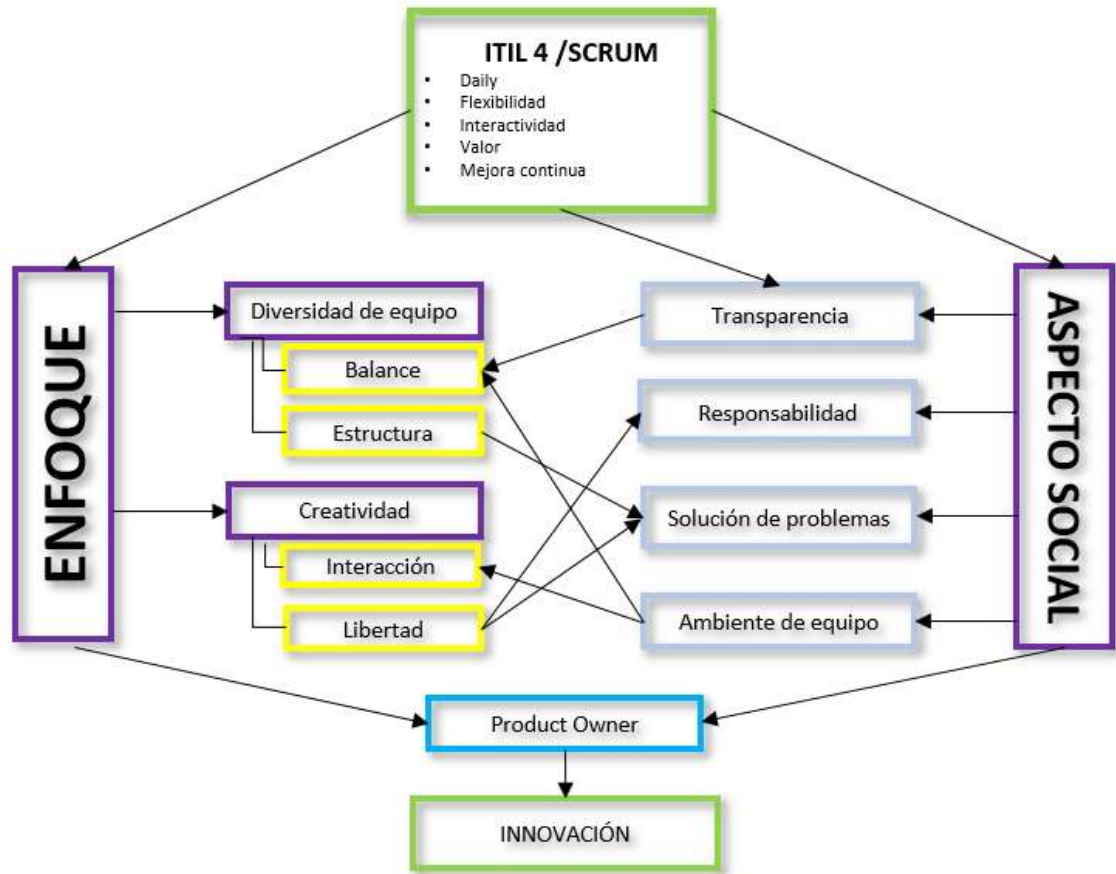 ITIL 4 /SCRUM
• Daily
• Flexibilidad
• Interactividad
• Valor
• Mejora continua
ENFOQUE
Diversidad de equipo
Balance
Estructura
Creatividad
Interacción
Libertad
Transparencia
Responsabilidad
Solución de problemas
Ambiente de equipo
ASPECTO SOCIAL
Product Owner
INNOVACIÓN